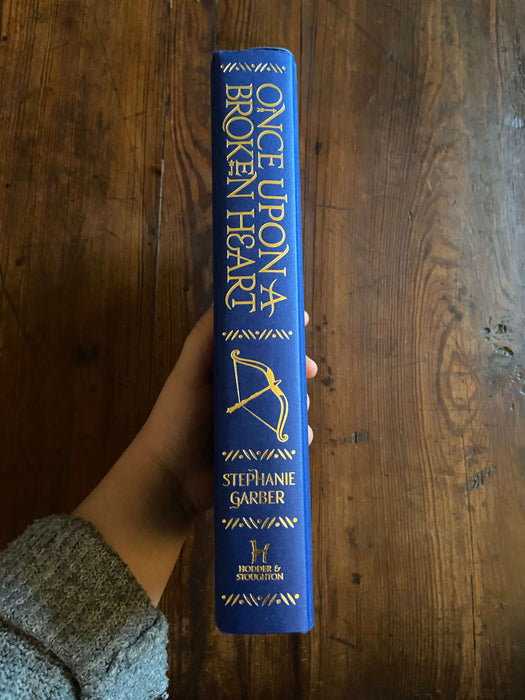 ONCE UPON A
BROKEN HEART
STEPHANIE
GARBER
H
HODDER &
STOUGHTON